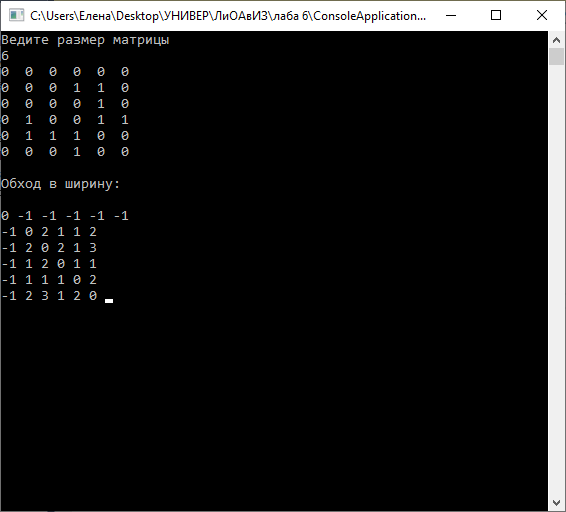 C:\Users\Елена\Desktop\УНИВЕР\ЛиОАвИЗ\лаба 6\ConsoleApplication...
Ведите размер матрицы
6
0 0 0 0 0 0
0 0 0 1 1 0
0 0 0 0 1 0
0 1 0 0 1 1
0 1 1 1 0 0
0 0 0 1 0 0
Обход в ширину:
0 -1 -1 -1 -1 -1
-1 0 2 1 1 2
-1 2 0 2 1 3
-1 1 2 0 1 1
-1 1 1 1 0 2
-1 2 3 1 2 0